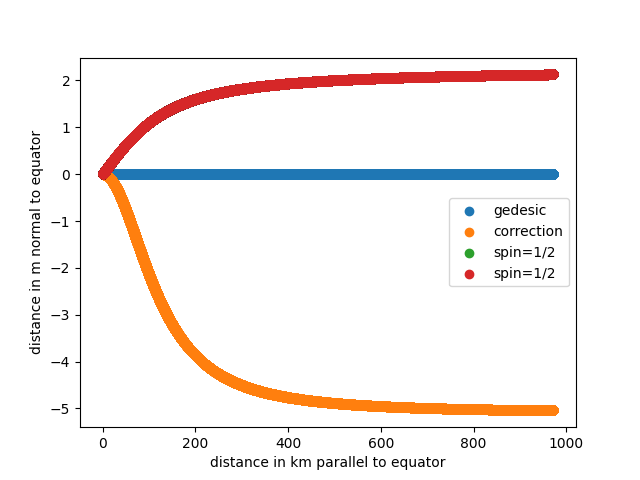 2
1
0
−1
−2
−3
−4
−5
distance in m normal to equator
gedesic
correction
spin=1/2
spin=1/2
0 200 400 600 800 1000
distance in km parallel to equator